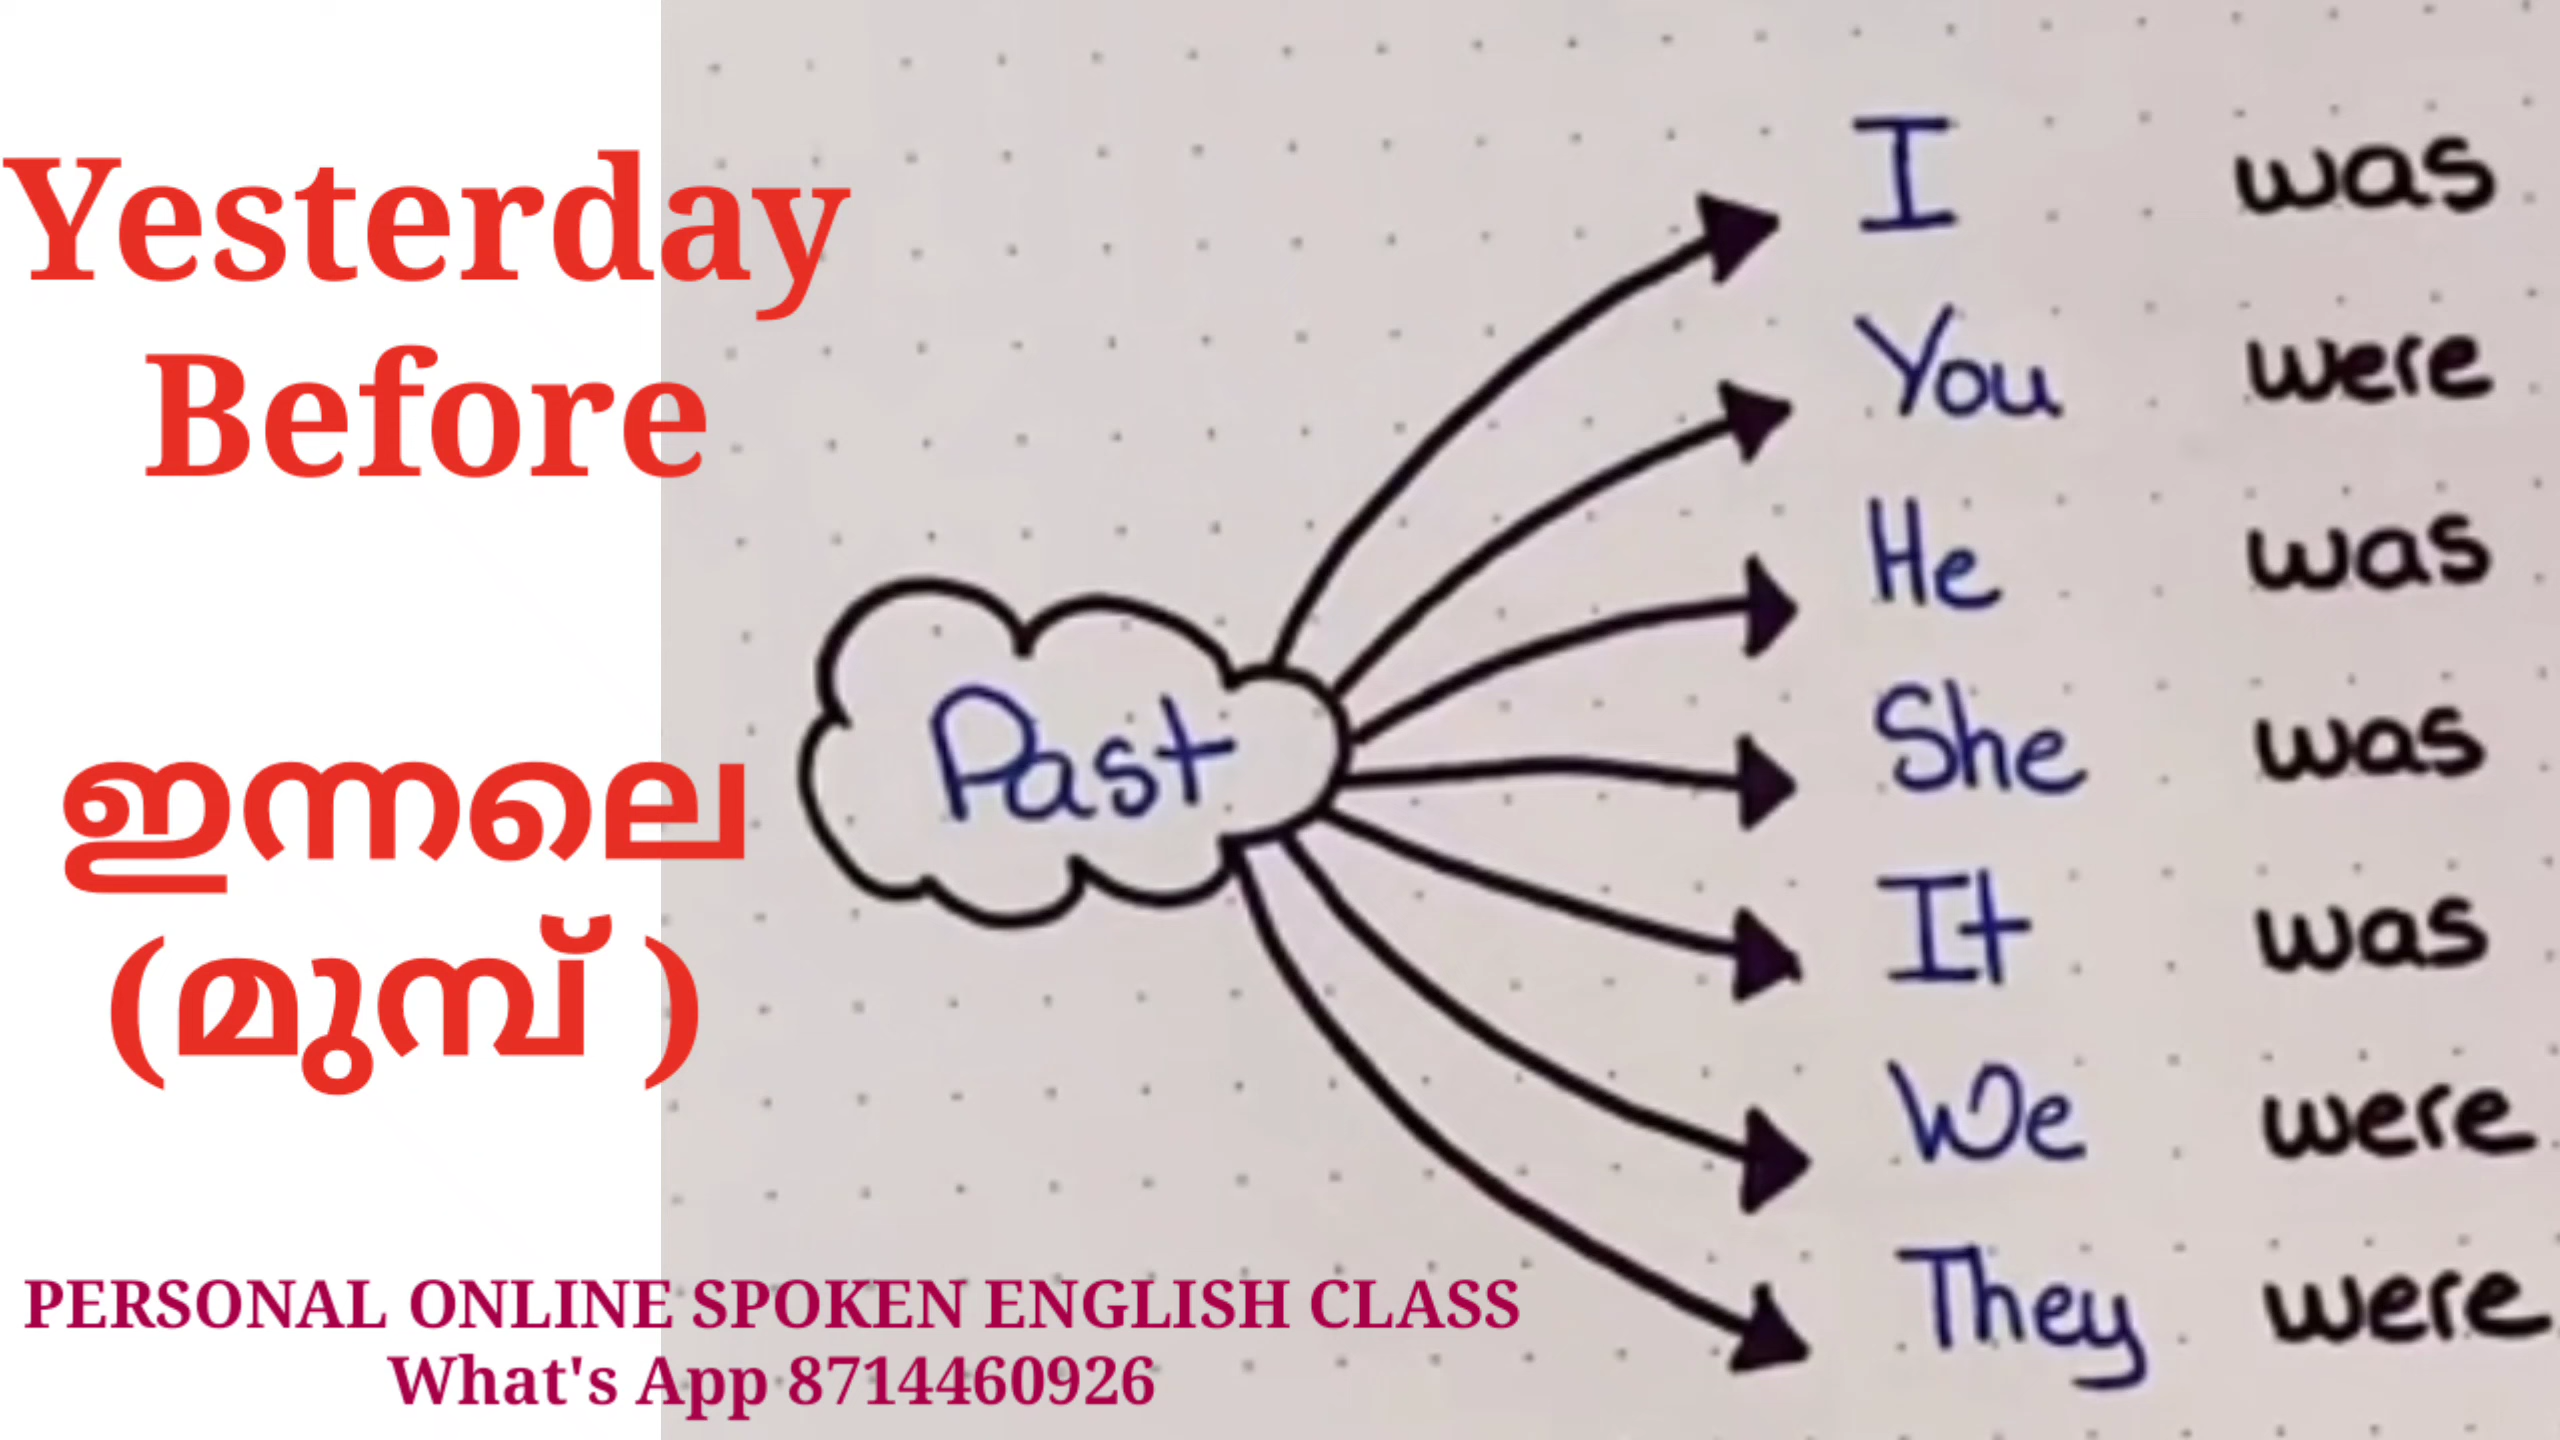 Yesterday
Before
ഇന്നലെ
(മുമ്പ് )
Past
I was
You were
He was
She was
It was
We were
They were
PERSONAL ONLINE SPOKEN ENGLISH CLASS
What's App 8714460926